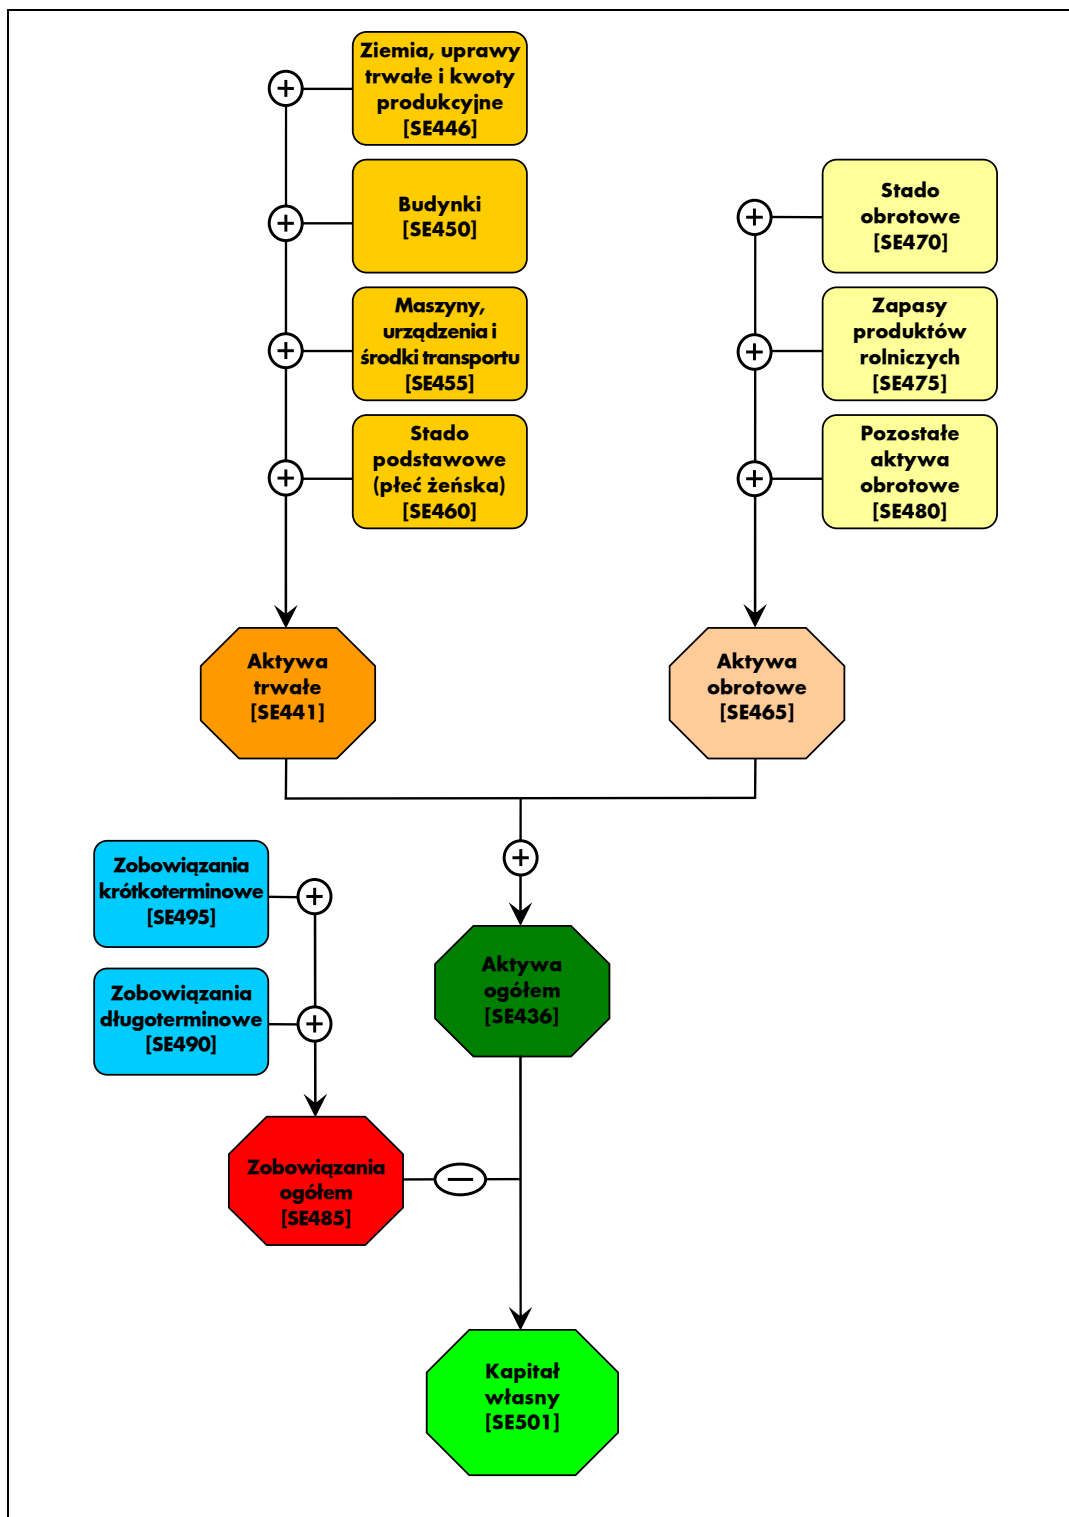 Ziemia, uprawy
trwałe i kwoty
produkcyjne
[SE446]
Budynki
[SE450]
Maszyny,
urządzenia i
środki transportu
[SE455]
Stado
podstawowe
(płeć żeńska)
[SE460]
Stado
obrotowe
[SE470]
Zapasy
produktów
rolniczych
[SE475]
Pozostałe
aktywa
obrotowe
[SE480]
Aktywa
trwałe
[SE441]
Aktywa
obrotowe
[SE465]
Zobowiązania
krótkoterminowe
[SE495]
Zobowiązania
długoterminowe
[SE490]
Aktywa
ogółem
[SE436]
Zobowiązania
ogółem
[SE485]
Kapitał
własny
[SE501]